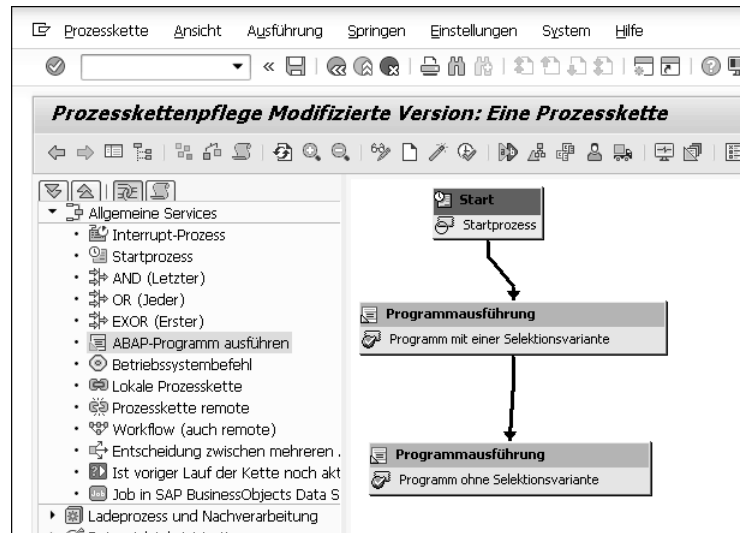 Prozesskette Ansicht Ausführung Springen Einstellungen System Hilfe
Prozesskettenpflege Modifizierte Version: Eine Prozesskette
Allgemeine Services
Interrupt-Prozess
Startprozess
AND (Letzter)
OR (Jeder)
EXOR (Erster)
ABAP-Programm ausführen
Betriebssystembefehl
Lokale Prozesskette
Prozesskette remote
Workflow (auch remote)
Entscheidung zwischen mehreren .
Ist voriger Lauf der Kette noch akt
Job in SAP BusinessObjects Data S
Ladeprozess und Nachverarbeitung
Start
Startprozess
Programmausführung
Programm mit einer Selektionsvariante
Programmausführung
Programm ohne Selektionsvariante